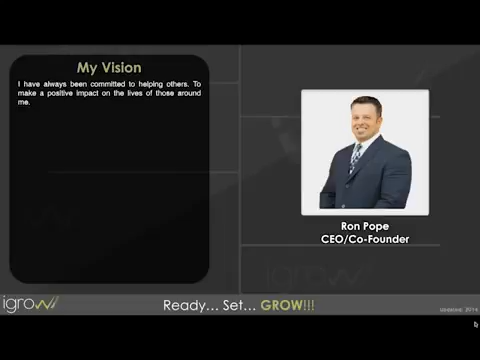 My Vision
I have always been committed to helping others. To
make a positive impact on the lives of those around
me.
Ron Pope
CEO/Co-Founder
igrow
Ready... Set... GROW!!!